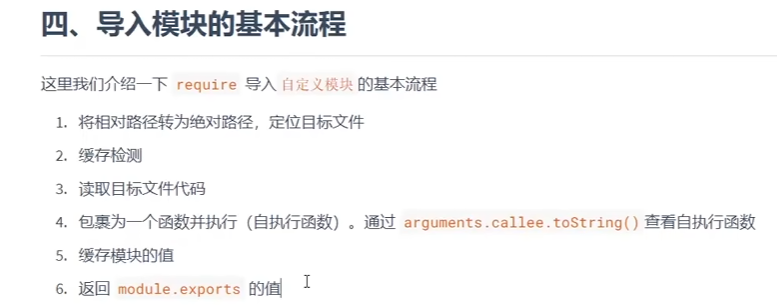 四、导入模块的基本流程
这里我们介绍一下 require 导入 自定义模块 的基本流程
1. 将相对路径转为绝对路径，定位目标文件
2. 缓存检测
3. 读取目标文件代码
4. 包裹为一个函数并执行（自执行函数）。通过 arguments.callee.toString() 查看自执行函数
5. 缓存模块的值
6. 返回 module.exports 的值